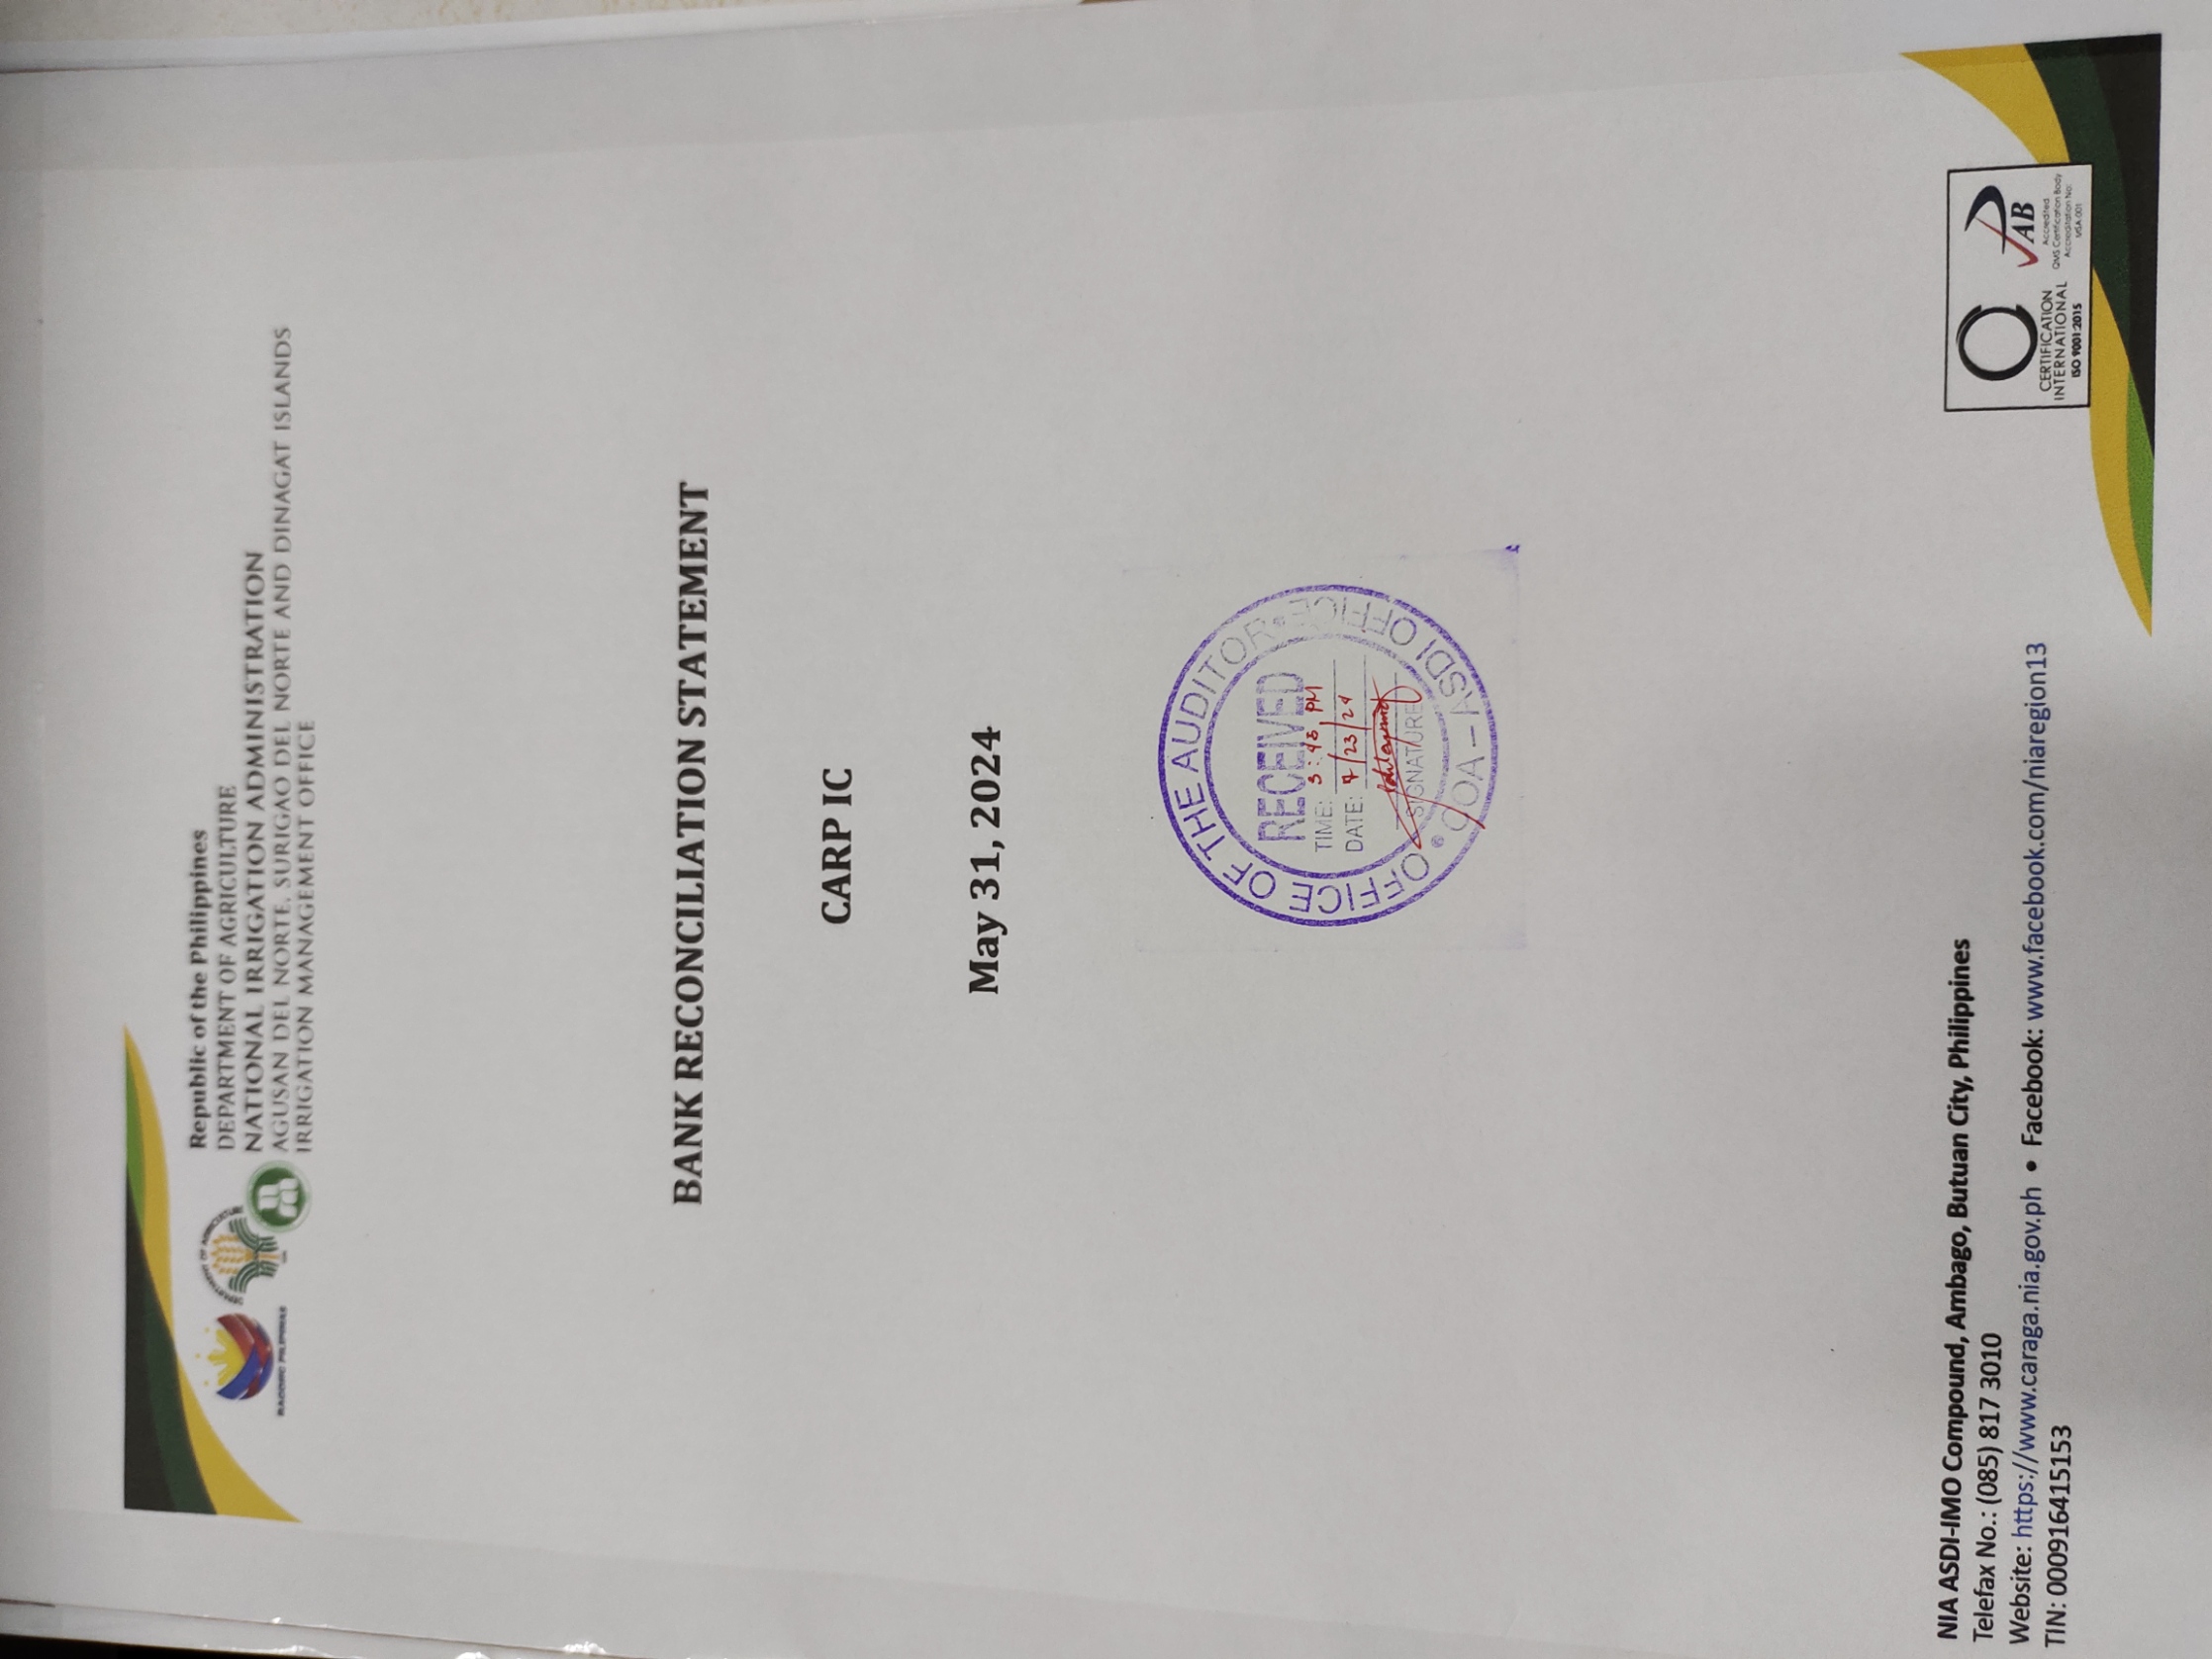 Republic of the Philippines
DEPARTMENT OF AGRICULTURE
NATIONAL IRRIGATION ADMINISTRATION
AGUSAN DEL NORTE, SURIGAO DEL NORTE AND DINAGAT ISLANDS
IRRIGATION MANAGEMENT OFFICE
DEPARTMENT OF AGRICULTURE
BAGONG PILIPINAS
BANK RECONCILIATION STATEMENT
CARP IC
May 31, 2024
OFFICE OF THE AUDITOR
RECEIVED
TIME: 3:45 PM
DATE: 7/23/24
SIGNATURE
COA - ASDI OFFICE
NIA ASDI-IMO Compound, Ambago, Butuan City, Philippines
Telefax No.: (085) 817 3010
Website: https://www.caraga.nia.gov.ph • Facebook: www.facebook.com/niaregion13
TIN: 000916415153
CERTIFICATION
INTERNATIONAL
ISO 9001:2015
PAB
Accredited
QMS Certification Body
Accreditation No:
MSA-001